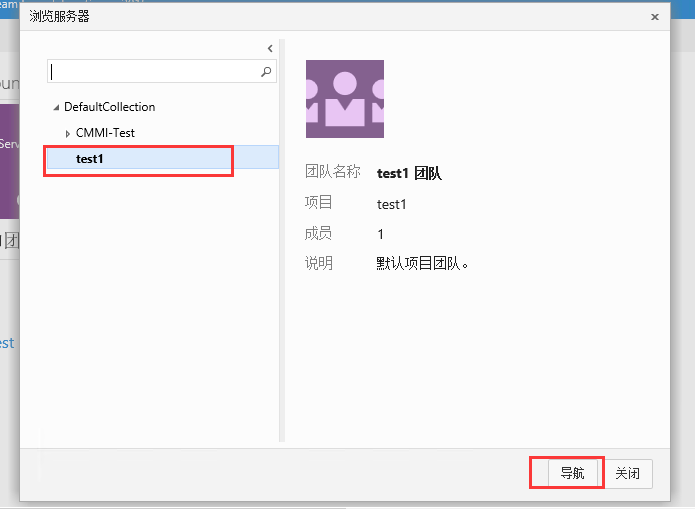 浏览服务器
DefaultCollection
CMMI-Test
test1
团队名称 test1 团队
项目 test1
成员 1
说明 默认项目团队。
导航 关闭